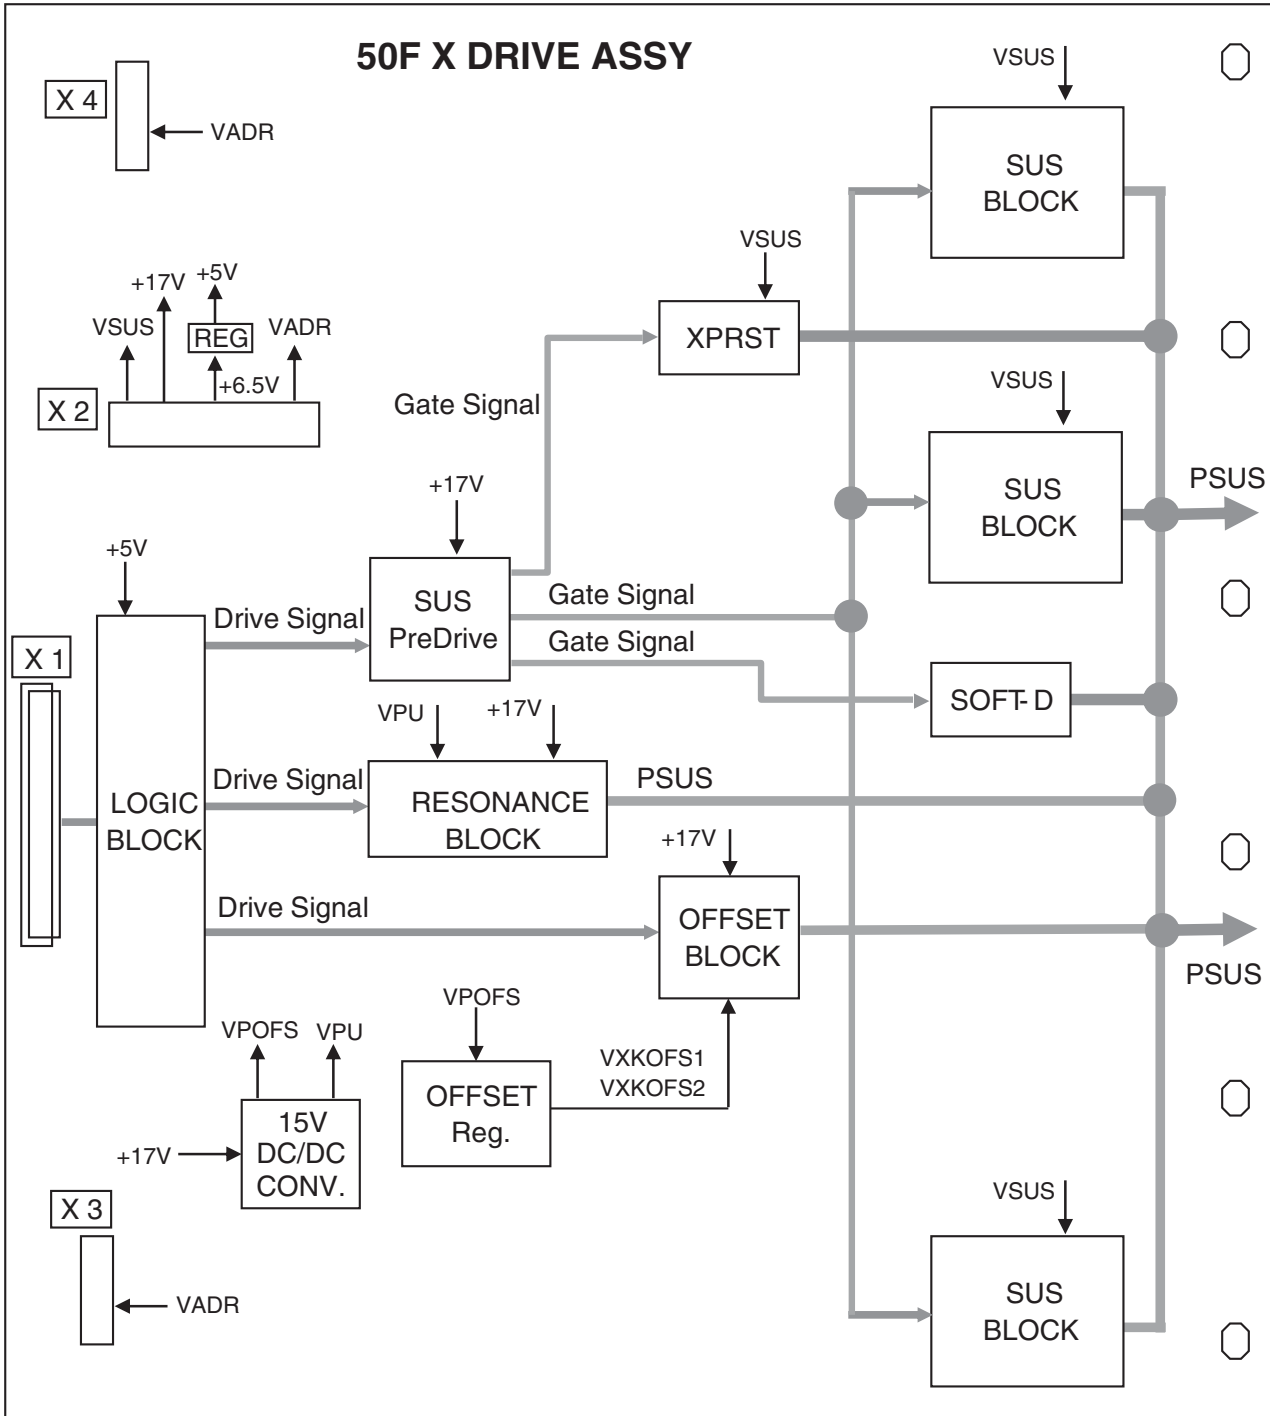 50F X DRIVE ASSY
VSUS
X 4
VADR
SUS
BLOCK
VSUS
+17V
+5V
VSUS
REG
VADR
XPRST
+6.5V
X 2
Gate Signal
VSUS
SUS
BLOCK
PSUS
+17V
+5V
SUS
PreDrive
Drive Signal
Gate Signal
Gate Signal
X 1
SOFT- D
VPU
+17V
Drive Signal
PSUS
LOGIC
BLOCK
RESONANCE
BLOCK
+17V
Drive Signal
OFFSET
BLOCK
PSUS
VPOFS
VPOFS
VPU
VXKOFS1
VXKOFS2
OFFSET
Reg.
15V
DC/DC
CONV.
+17V
X 3
VSUS
VADR
SUS
BLOCK